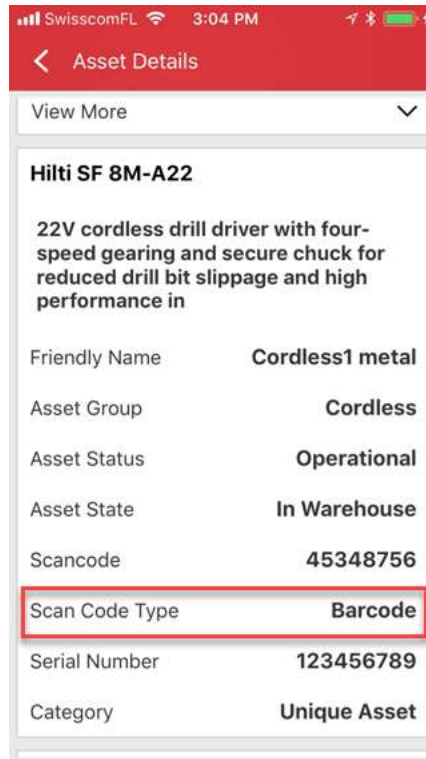 SwisscomFL 3:04 PM
Asset Details
View More
Hilti SF 8M-A22
22V cordless drill driver with four-
speed gearing and secure chuck for
reduced drill bit slippage and high
performance in
Friendly Name Cordless1 metal
Asset Group Cordless
Asset Status Operational
Asset State In Warehouse
Scancode 45348756
Scan Code Type Barcode
Serial Number 123456789
Category Unique Asset